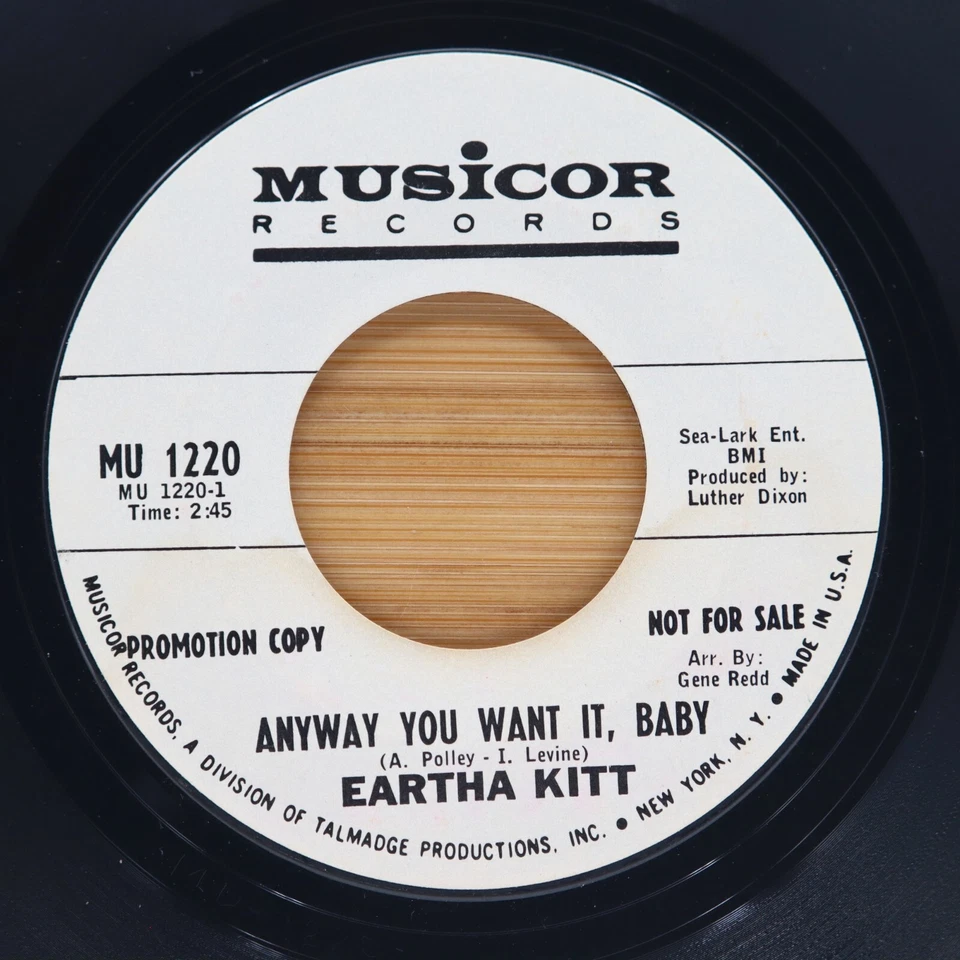 MUSiCOR
RECORDS
MU 1220
MU 1220-1
Time: 2:45
Sea-Lark Ent.
BMI
Produced by:
Luther Dixon
PROMOTION COPY
NOT FOR SALE
Arr. By:
Gene Redd
ANYWAY YOU WANT IT, BABY
(A. Polley - I. Levine)
EARTHA KITT
MUSICOR RECORDS, A DIVISION OF TALMADGE PRODUCTIONS, INC. ● NEW YORK, N. Y. ● MADE IN U.S.A.